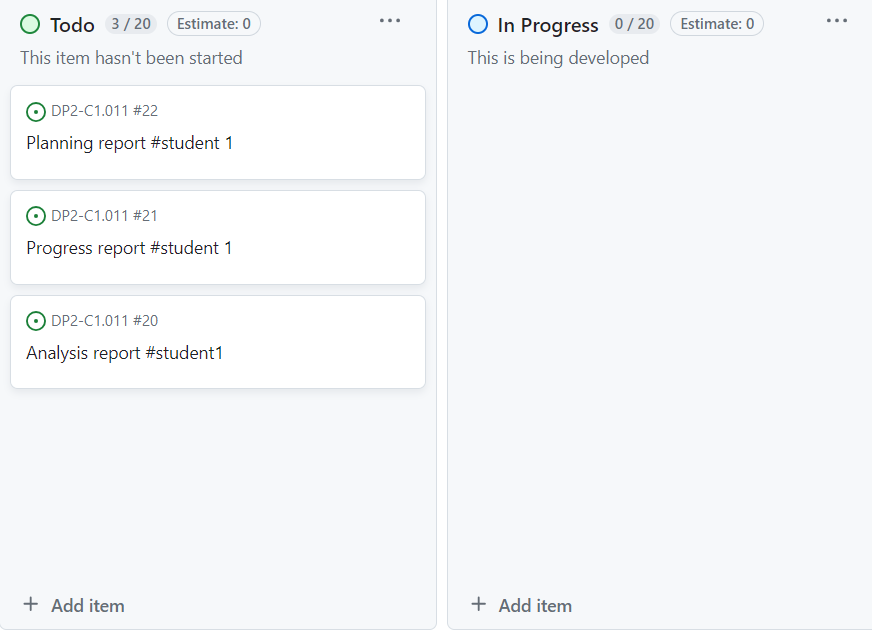 Todo 3 / 20 Estimate: 0
This item hasn't been started
DP2-C1.011 #22
Planning report #student 1
DP2-C1.011 #21
Progress report #student 1
DP2-C1.011 #20
Analysis report #student1
+ Add item
In Progress 0 / 20 Estimate: 0
This is being developed
+ Add item